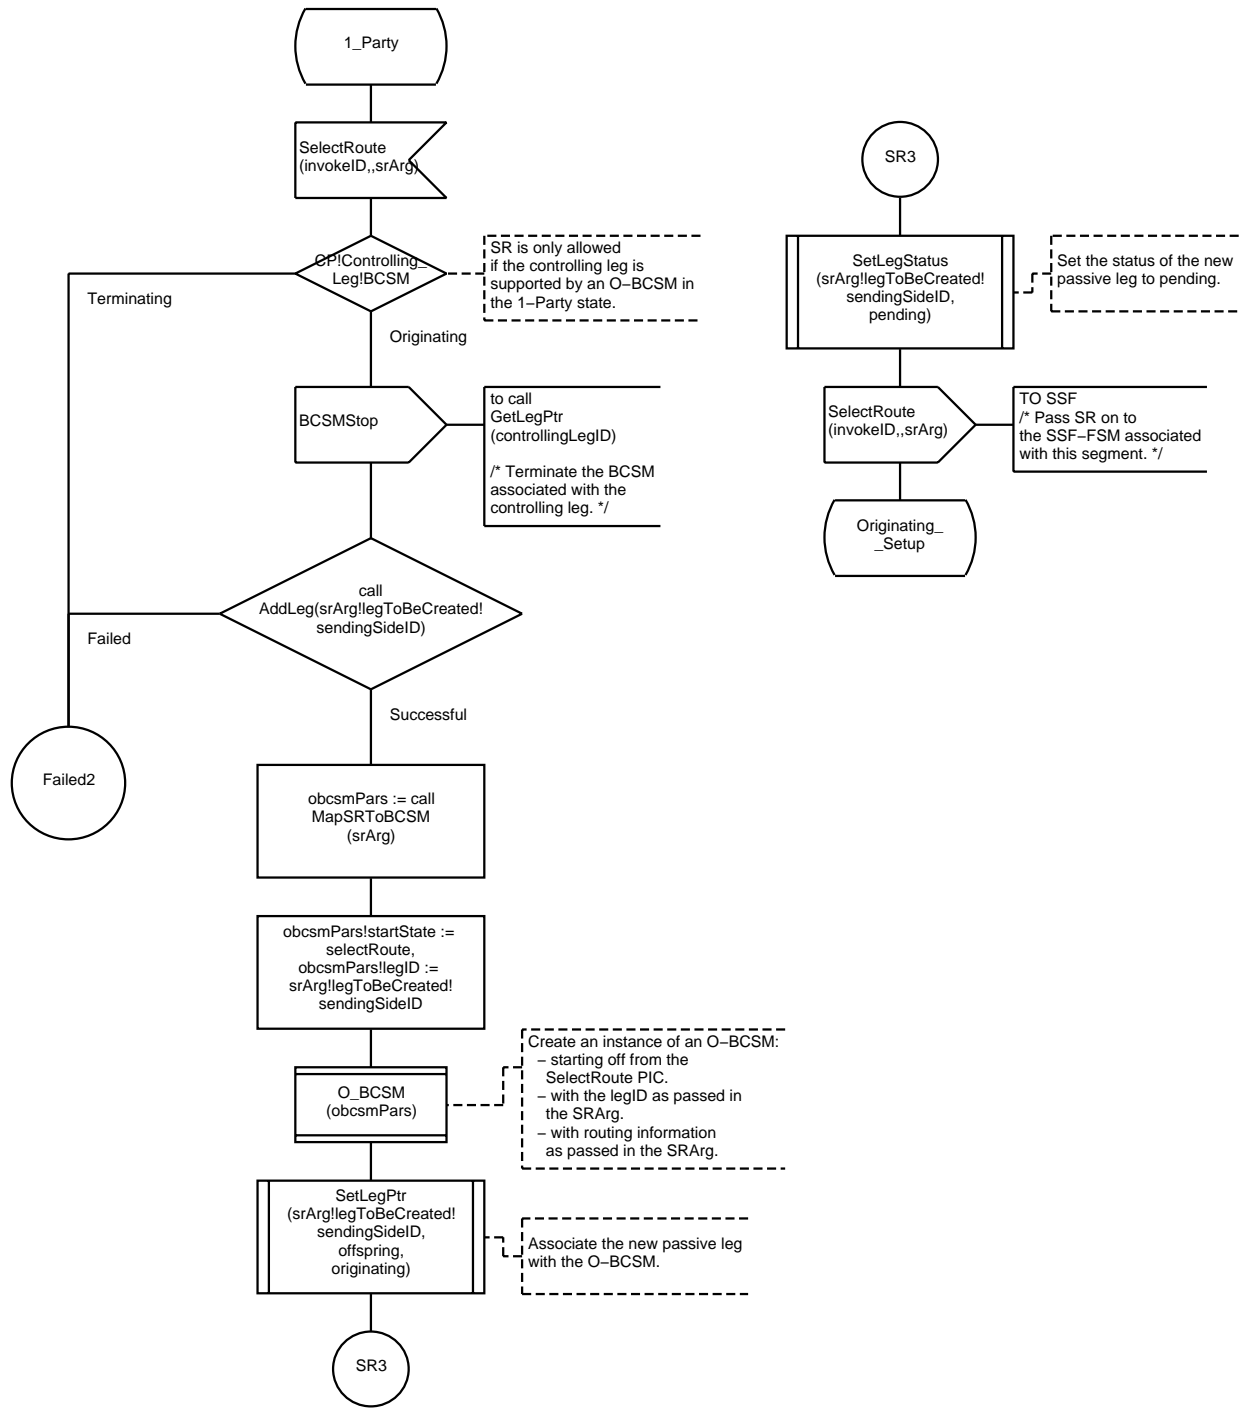 1_Party
SelectRoute
(invokeID,,srArg)
CP!Controlling_
Leg!BCSM
SR is only allowed
if the controlling leg is
supported by an O−BCSM in
the 1−Party state.
Terminating
Originating
BCSMStop
to call
GetLegPtr
(controllingLegID)
/* Terminate the BCSM
associated with the
controlling leg. */
call
AddLeg(srArg!legToBeCreated!
sendingSideID)
Failed
Successful
Failed2
obcsmPars := call
MapSRToBCSM
(srArg)
obcsmPars!startState :=
selectRoute,
obcsmPars!legID :=
srArg!legToBeCreated!
sendingSideID
O_BCSM
(obcsmPars)
Create an instance of an O−BCSM:
− starting off from the
SelectRoute PIC.
− with the legID as passed in
the SRArg.
− with routing information
as passed in the SRArg.
SetLegPtr
(srArg!legToBeCreated!
sendingSideID,
offspring,
originating)
Associate the new passive leg
with the O−BCSM.
SR3
SR3
SetLegStatus
(srArg!legToBeCreated!
sendingSideID,
pending)
Set the status of the new
passive leg to pending.
SelectRoute
(invokeID,,srArg)
TO SSF
/* Pass SR on to
the SSF−FSM associated
with this segment. */
Originating_
_Setup